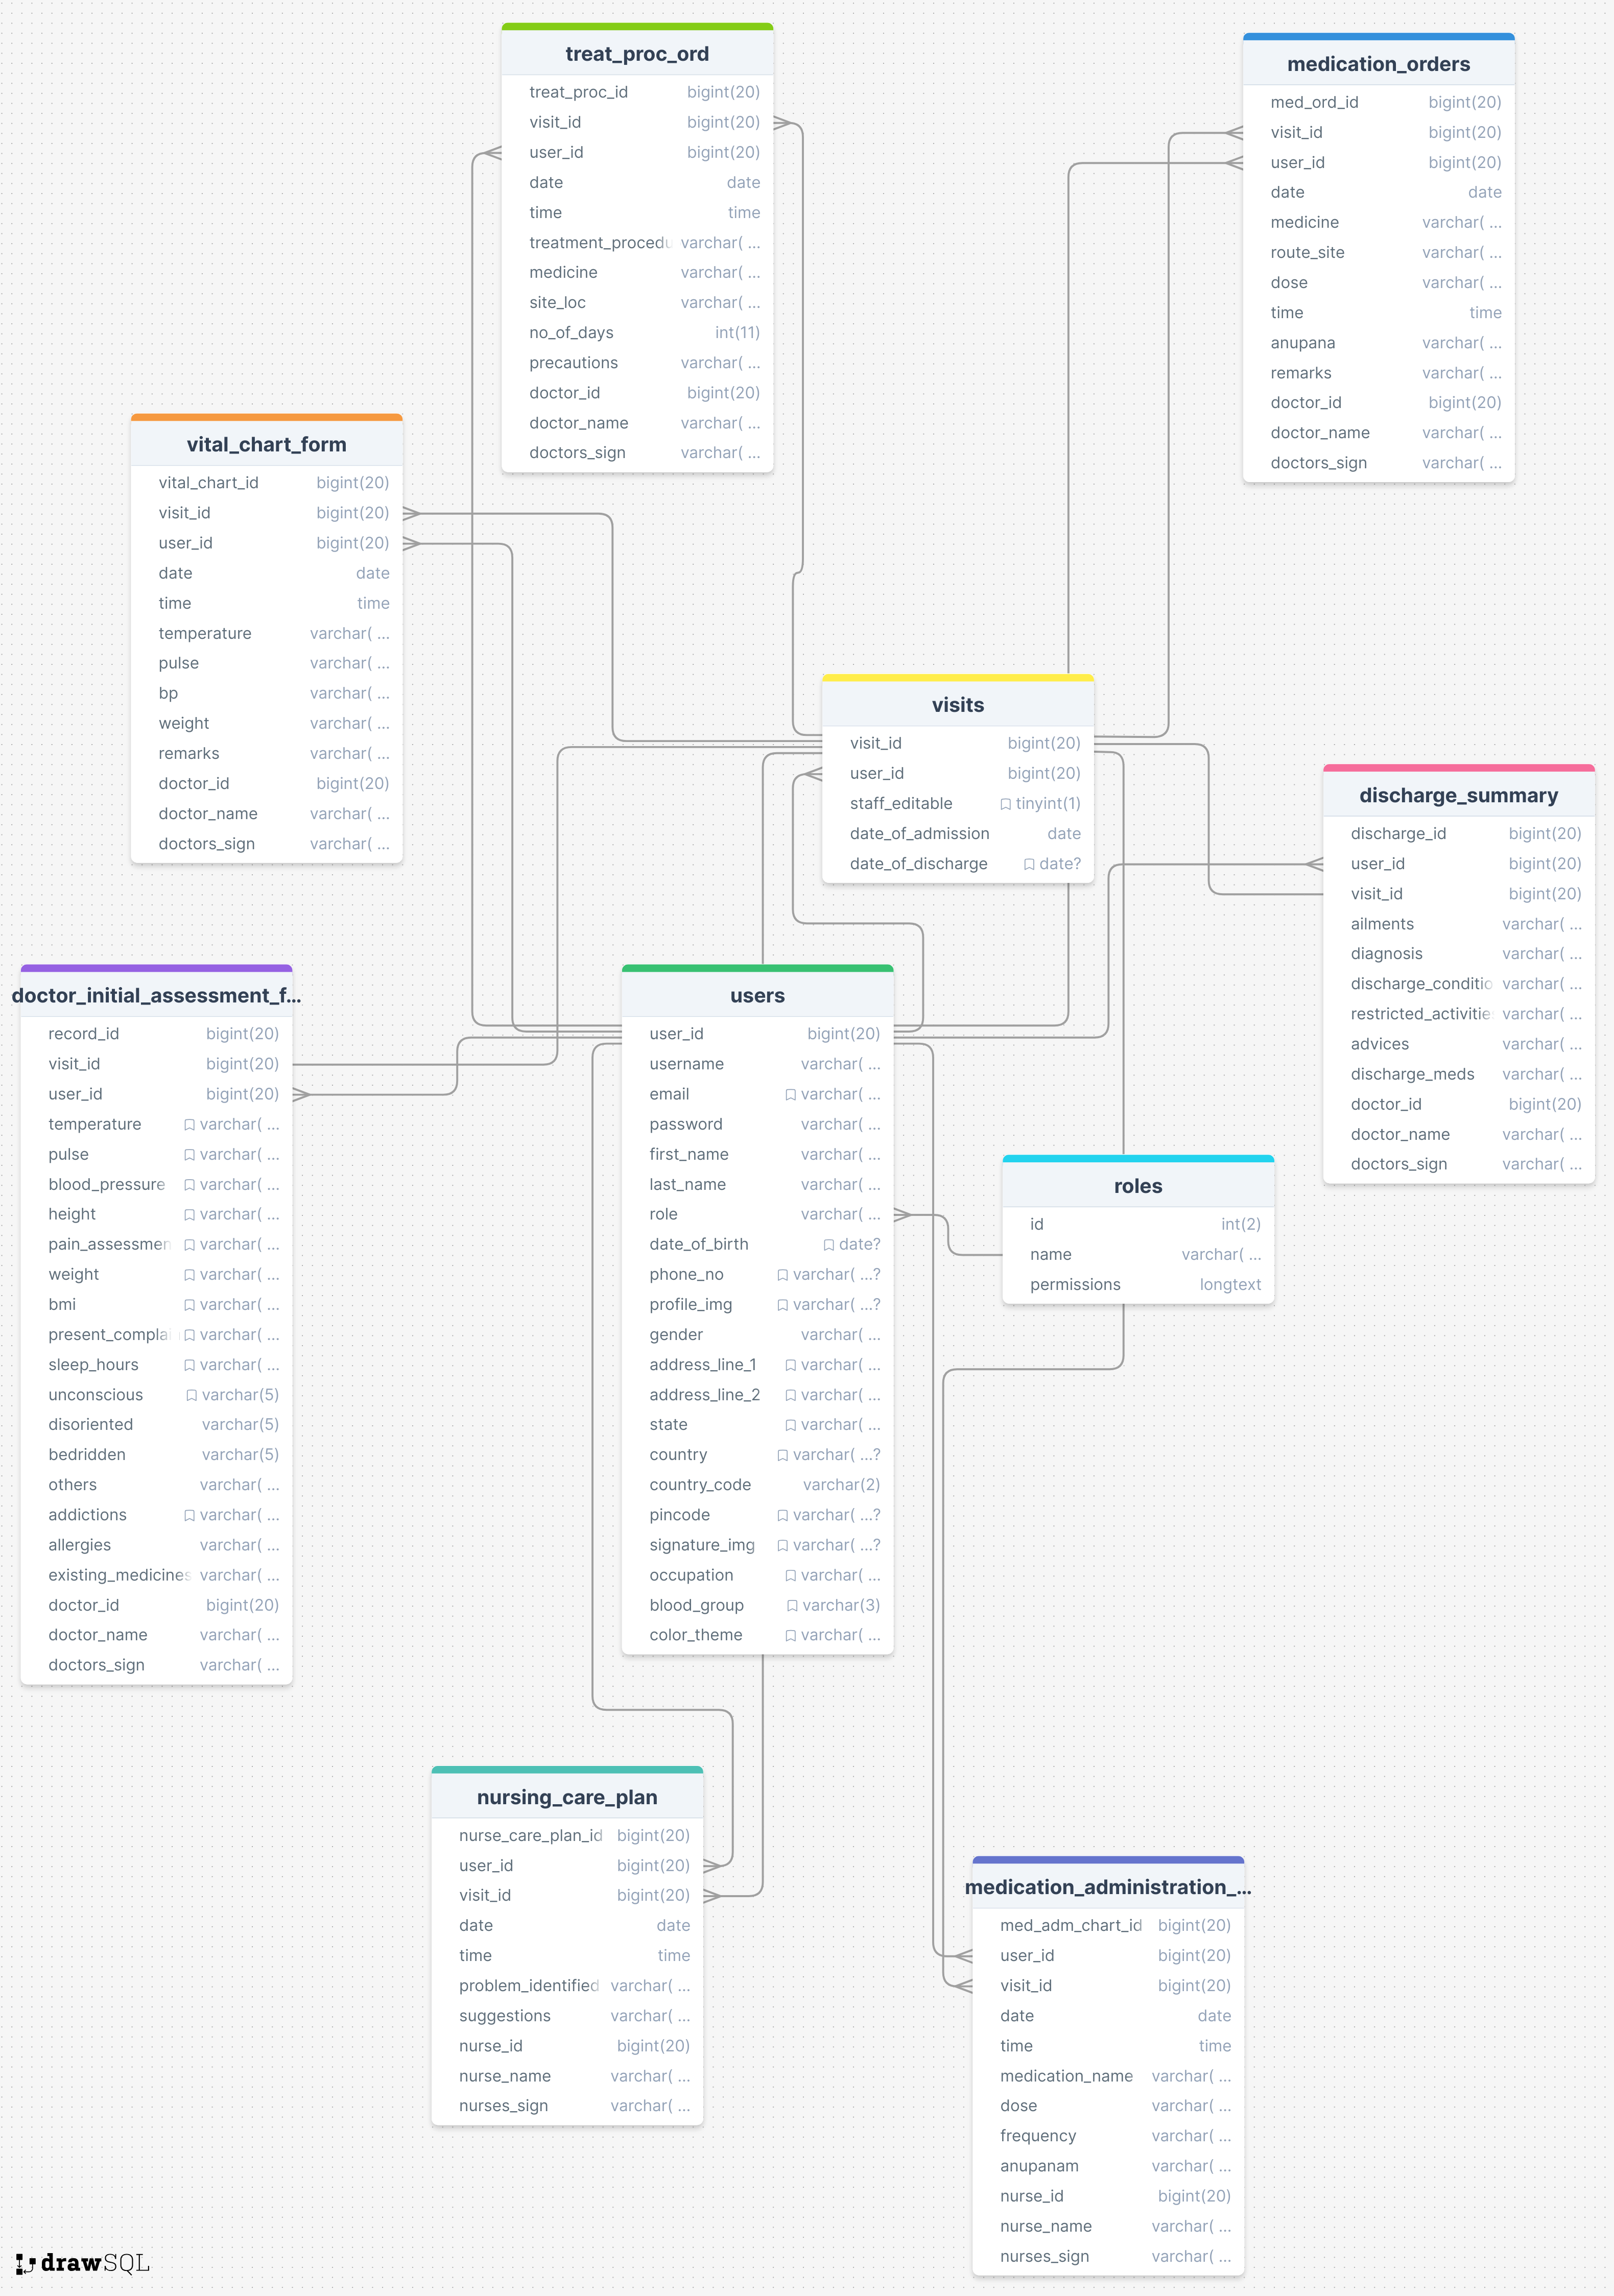 treat_proc_ord
treat_proc_id bigint(20)
visit_id bigint(20)
user_id bigint(20)
date date
time time
treatment_procedu varchar( ...
medicine varchar( ...
site_loc varchar( ...
no_of_days int(11)
precautions varchar( ...
doctor_id bigint(20)
doctor_name varchar( ...
doctors_sign varchar( ...
medication_orders
med_ord_id bigint(20)
visit_id bigint(20)
user_id bigint(20)
date date
medicine varchar( ...
route_site varchar( ...
dose varchar( ...
time time
anupana varchar( ...
remarks varchar( ...
doctor_id bigint(20)
doctor_name varchar( ...
doctors_sign varchar( ...
vital_chart_form
vital_chart_id bigint(20)
visit_id bigint(20)
user_id bigint(20)
date date
time time
temperature varchar( ...
pulse varchar( ...
bp varchar( ...
weight varchar( ...
remarks varchar( ...
doctor_id bigint(20)
doctor_name varchar( ...
doctors_sign varchar( ...
visits
visit_id bigint(20)
user_id bigint(20)
staff_editable tinyint(1)
date_of_admission date
date_of_discharge date?
discharge_summary
discharge_id bigint(20)
user_id bigint(20)
visit_id bigint(20)
ailments varchar( ...
diagnosis varchar( ...
discharge_conditio varchar( ...
restricted_activitie varchar( ...
advices varchar( ...
discharge_meds varchar( ...
doctor_id bigint(20)
doctor_name varchar( ...
doctors_sign varchar( ...
doctor_initial_assessment_f...
record_id bigint(20)
visit_id bigint(20)
user_id bigint(20)
temperature varchar( ...
pulse varchar( ...
blood_pressure varchar( ...
height varchar( ...
pain_assessmen varchar( ...
weight varchar( ...
bmi varchar( ...
present_complai varchar( ...
sleep_hours varchar( ...
unconscious varchar(5)
disoriented varchar(5)
bedridden varchar(5)
others varchar( ...
addictions varchar( ...
allergies varchar( ...
existing_medicines varchar( ...
doctor_id bigint(20)
doctor_name varchar( ...
doctors_sign varchar( ...
users
user_id bigint(20)
username varchar( ...
email varchar( ...
password varchar( ...
first_name varchar( ...
last_name varchar( ...
role varchar( ...
date_of_birth date?
phone_no varchar( ...?
profile_img varchar( ...?
gender varchar( ...
address_line_1 varchar( ...
address_line_2 varchar( ...
state varchar( ...
country varchar( ...?
country_code varchar(2)
pincode varchar( ...?
signature_img varchar( ...?
occupation varchar( ...
blood_group varchar(3)
color_theme varchar( ...
roles
id int(2)
name varchar( ...
permissions longtext
nursing_care_plan
nurse_care_plan_id bigint(20)
user_id bigint(20)
visit_id bigint(20)
date date
time time
problem_identified varchar( ...
suggestions varchar( ...
nurse_id bigint(20)
nurse_name varchar( ...
nurses_sign varchar( ...
medication_administration_...
med_adm_chart_id bigint(20)
user_id bigint(20)
visit_id bigint(20)
date date
time time
medication_name varchar( ...
dose varchar( ...
frequency varchar( ...
anupanam varchar( ...
nurse_id bigint(20)
nurse_name varchar( ...
nurses_sign varchar( ...
drawSQL